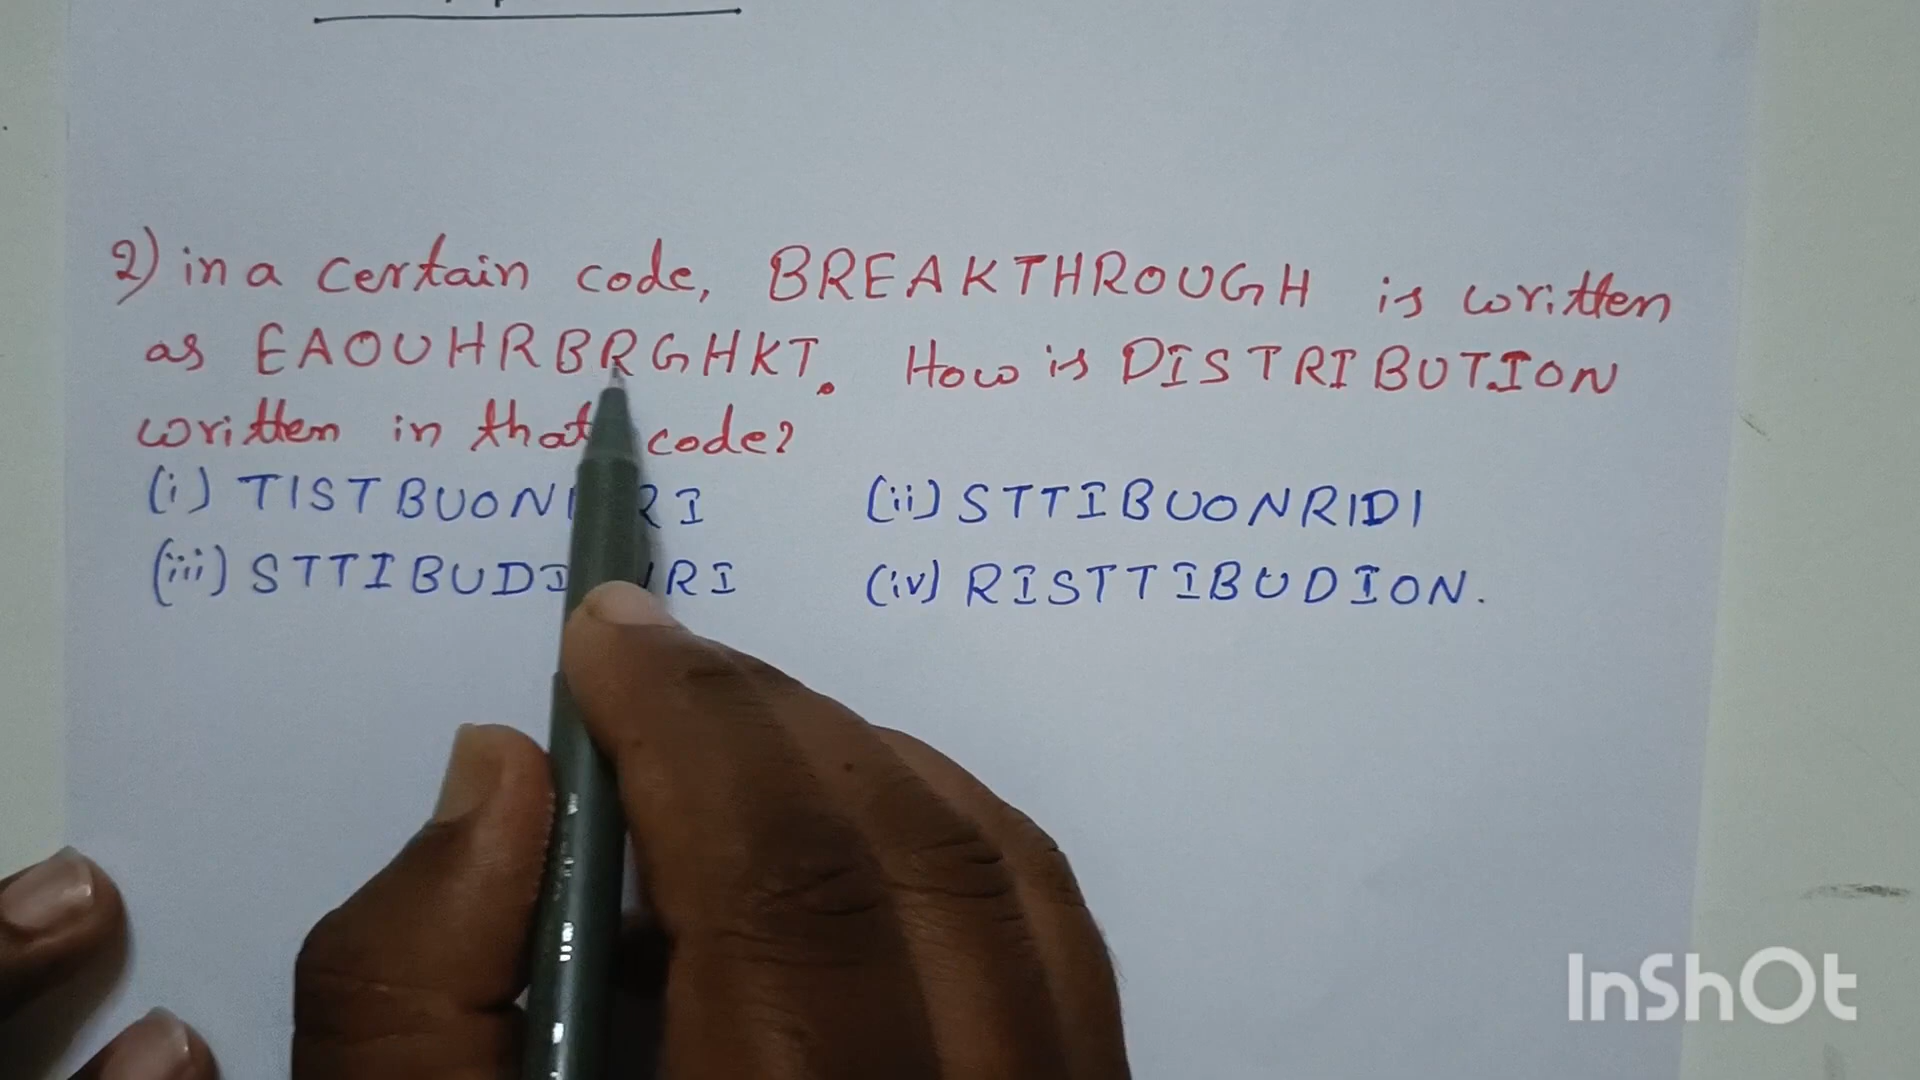 2) in a certain code, BREAKTHROUGH is written
as EAOUHRBRGHKT. How is DISTRIBUTION
written in that code?
(i) TISTBUON RI (ii) STTIBUONRIDI
(iii) STTIBUDI RI (iv) RISTTIBUDION.
InShOt